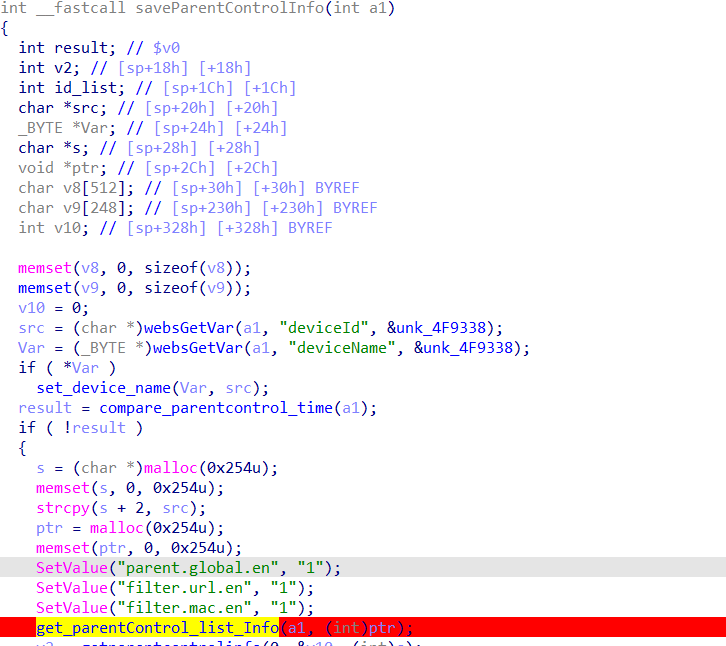 int __fastcall saveParentControlInfo(int a1)
{
int result; // $v0
int v2; // [sp+18h] [+18h]
int id_list; // [sp+1Ch] [+1Ch]
char *src; // [sp+20h] [+20h]
_BYTE *Var; // [sp+24h] [+24h]
char *s; // [sp+28h] [+28h]
void *ptr; // [sp+2Ch] [+2Ch]
char v8[512]; // [sp+30h] [+30h] BYREF
char v9[248]; // [sp+230h] [+230h] BYREF
int v10; // [sp+328h] [+328h] BYREF
memset(v8, 0, sizeof(v8));
memset(v9, 0, sizeof(v9));
v10 = 0;
src = (char *)websGetVar(a1, "deviceId", &unk_4F9338);
Var = (_BYTE *)websGetVar(a1, "deviceName", &unk_4F9338);
if ( *Var )
set_device_name(Var, src);
result = compare_parentcontrol_time(a1);
if ( !result )
{
s = (char *)malloc(0x254u);
memset(s, 0, 0x254u);
strcpy(s + 2, src);
ptr = malloc(0x254u);
memset(ptr, 0, 0x254u);
SetValue("parent.global.en", "1");
SetValue("filter.url.en", "1");
SetValue("filter.mac.en", "1");
get_parentControl_list_Info(a1, (int)ptr);